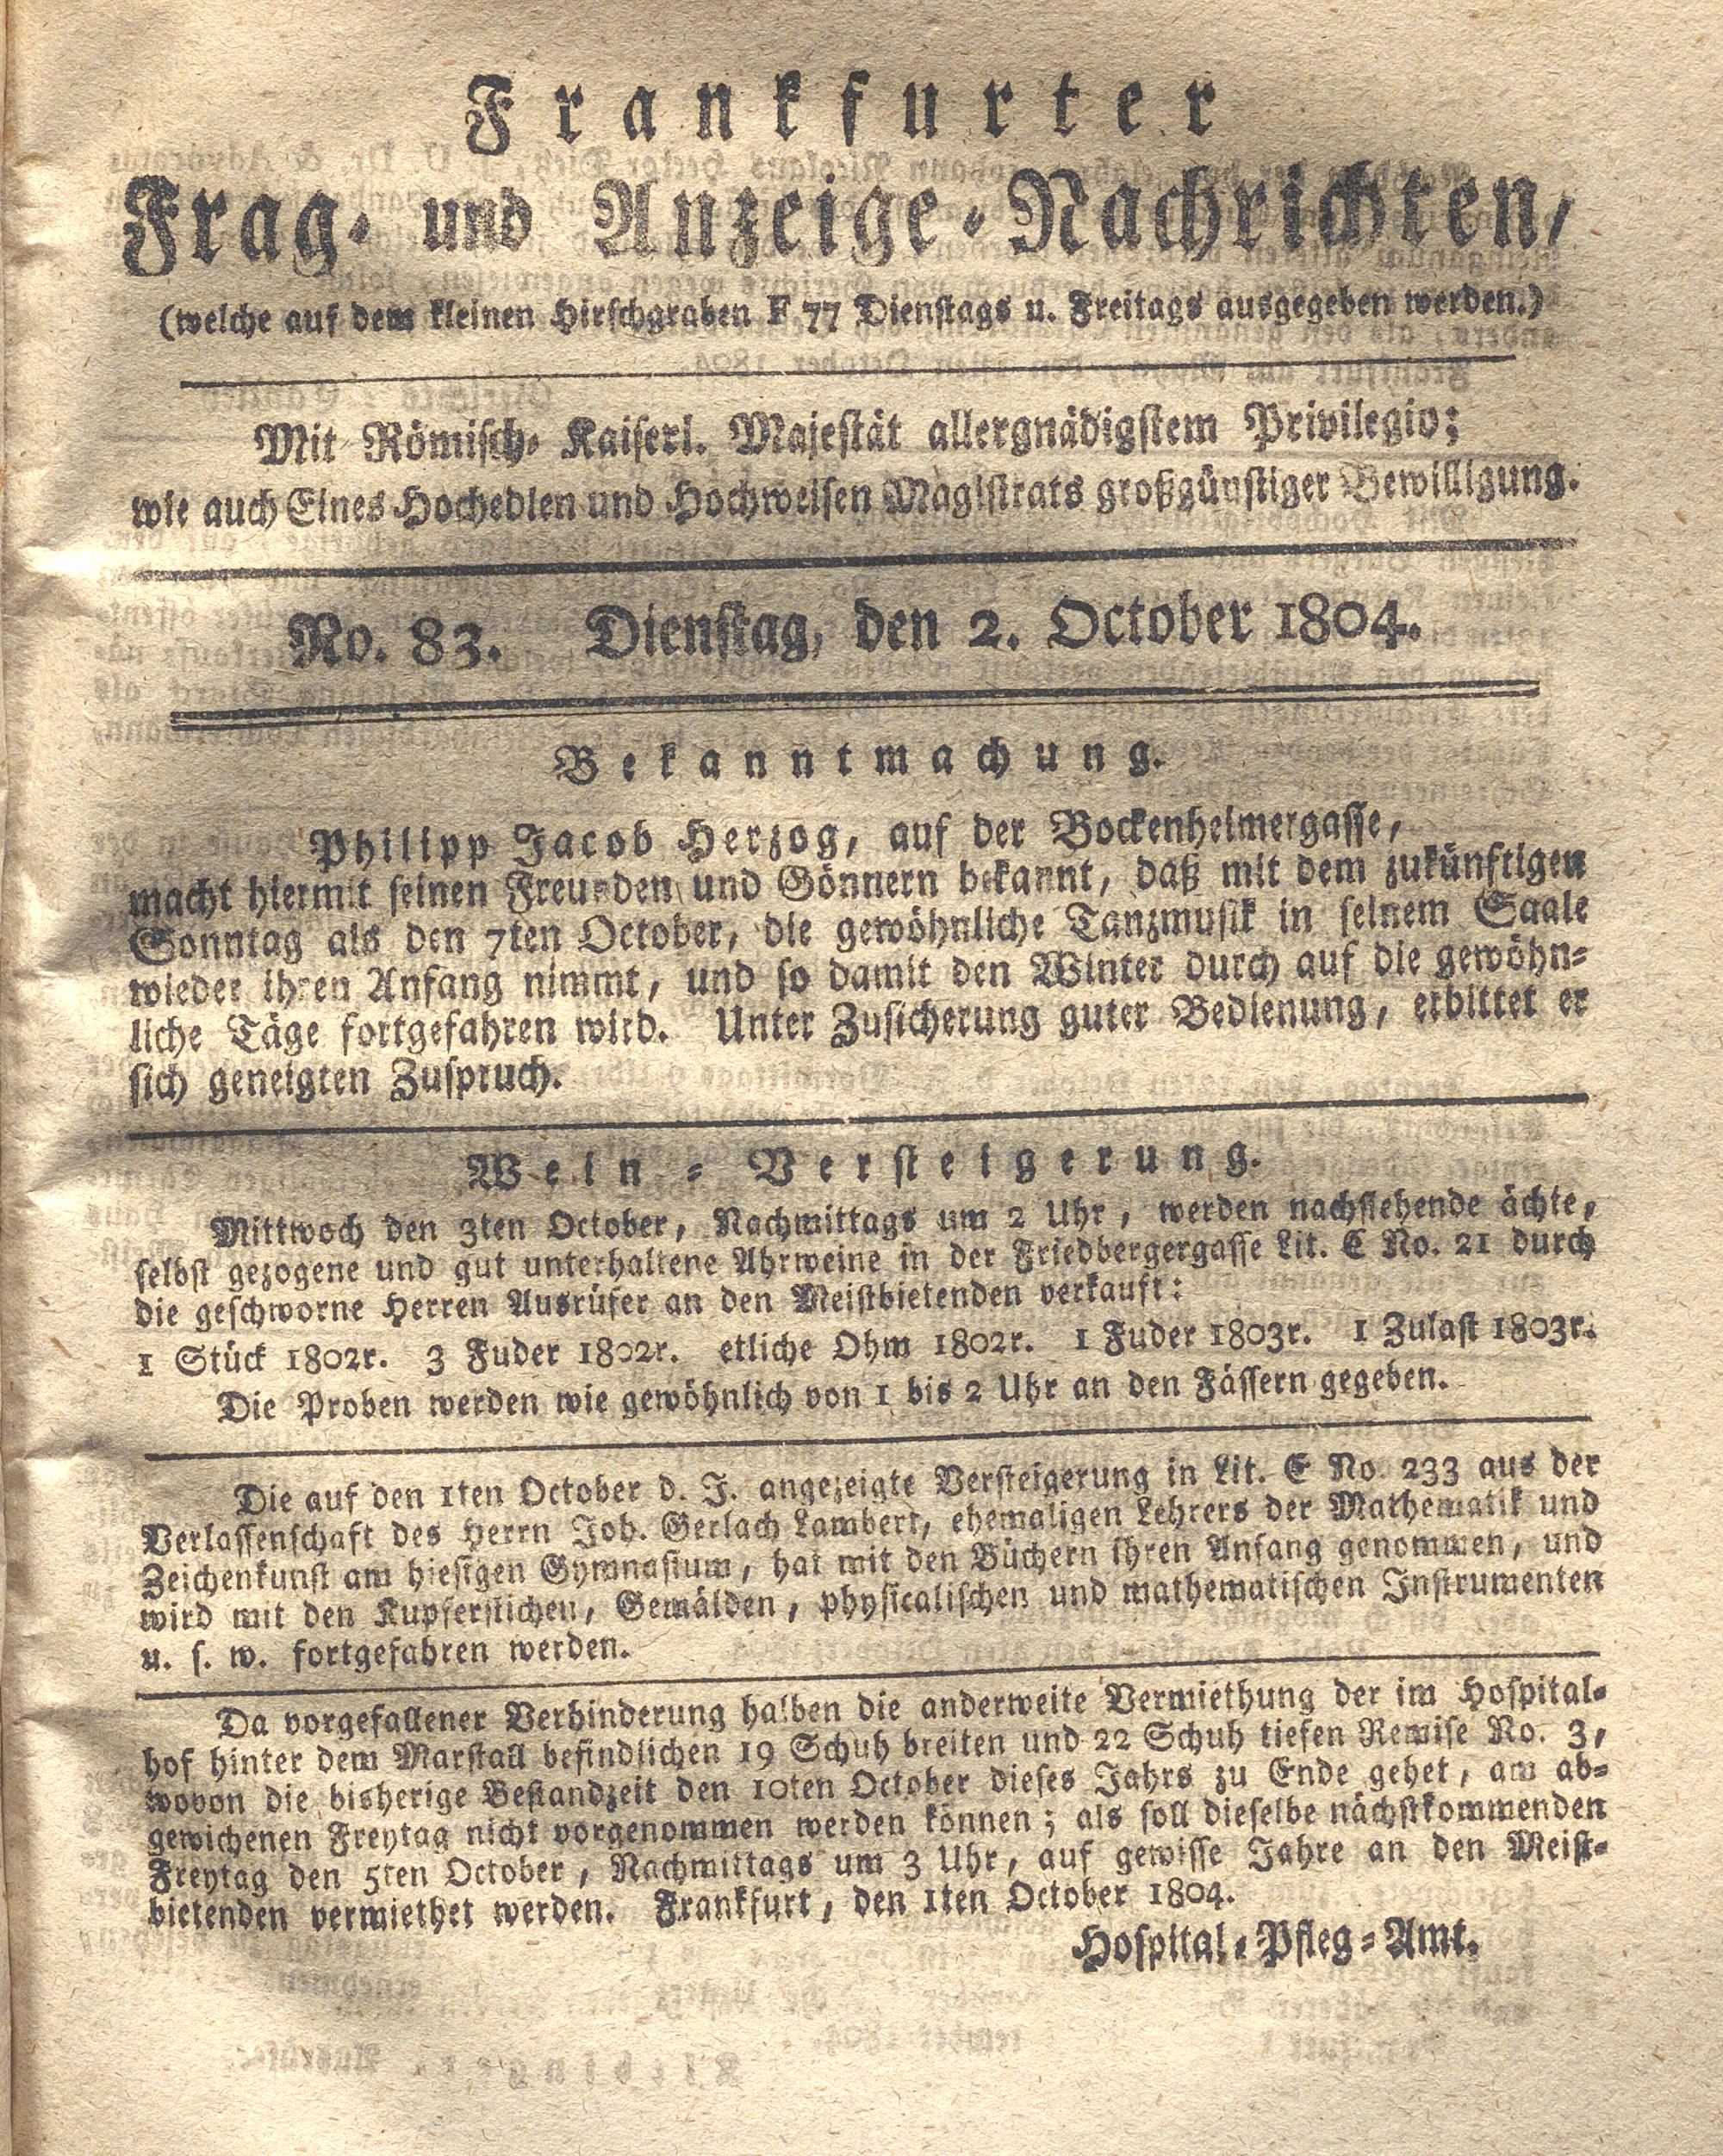 Frankfurter
Frag- und Anzeige-Nachrichten,
(welche auf dem kleinen Hirschgraben F 77 Dienstags u. Freitags ausgegeben werden.)
Mit Römisch- Kaiserl. Majestät allergnädigstem Privilegio;
wie auch Eines Hochedlen und Hochweisen Magistrats großgünstiger Bewilligung.
No. 83. Dienstag, den 2. October 1804.
Bekanntmachung.
Philipp Jacob Herzog, auf der Bockenheimergasse,
macht hiermit seinen Freunden und Gönnern bekannt, daß mit dem zukünftigen
Sonntag als den 7ten October, die gewöhnliche Tanzmusik in seinem Saale
wieder ihren Anfang nimmt, und so damit den Winter durch auf die gewöhn-
liche Täge fortgefahren wird. Unter Zusicherung guter Bedienung, erbittet er
sich geneigten Zuspruch.
Wein-Versteigerung.
Mittwoch den 3ten October, Nachmittags um 2 Uhr, werden nachstehende ächte,
selbst gezogene und gut unterhaltene Ahrweine in der Friedbergergasse Lit. C No. 21 durch
die geschworne Herren Ausrüfer an den Meistbietenden verkauft:
1 Stück 1802r. 3 Fuder 1802r. etliche Ohm 1802r. 1 Fuder 1803r. 1 Zulast 1803r.
Die Proben werden wie gewöhnlich von 1 bis 2 Uhr an den Fässern gegeben.
Die auf den 1ten October d. J. angezeigte Versteigerung in Lit. E No. 233 aus der
Verlassenschaft des Herrn Joh. Gerlach Lambert, ehemaligen Lehrers der Mathematik und
Zeichenkunst am hiesigen Gymnasium, hat mit den Büchern ihren Anfang genommen, und
wird mit den Kupferstichen, Gemälden, physicalischen und mathematischen Instrumenten
u. s. w. fortgefahren werden.
Da vorgefallener Verhinderung halben die anderweite Vermiethung der im Hospital-
hof hinter dem Marstall befindlichen 19 Schuh breiten und 22 Schuh tiefen Remise No. 3,
wovon die bisherige Bestandzeit den 10ten October dieses Jahrs zu Ende gehet, am ab-
gewichenen Freytag nicht vorgenommen werden können; als soll dieselbe nächstkommenden
Freytag den 5ten October, Nachmittags um 3 Uhr, auf gewisse Jahre an den Meist-
bietenden vermiethet werden. Frankfurt, den 1ten October 1804.
Hospital-Pfleg-Amt.